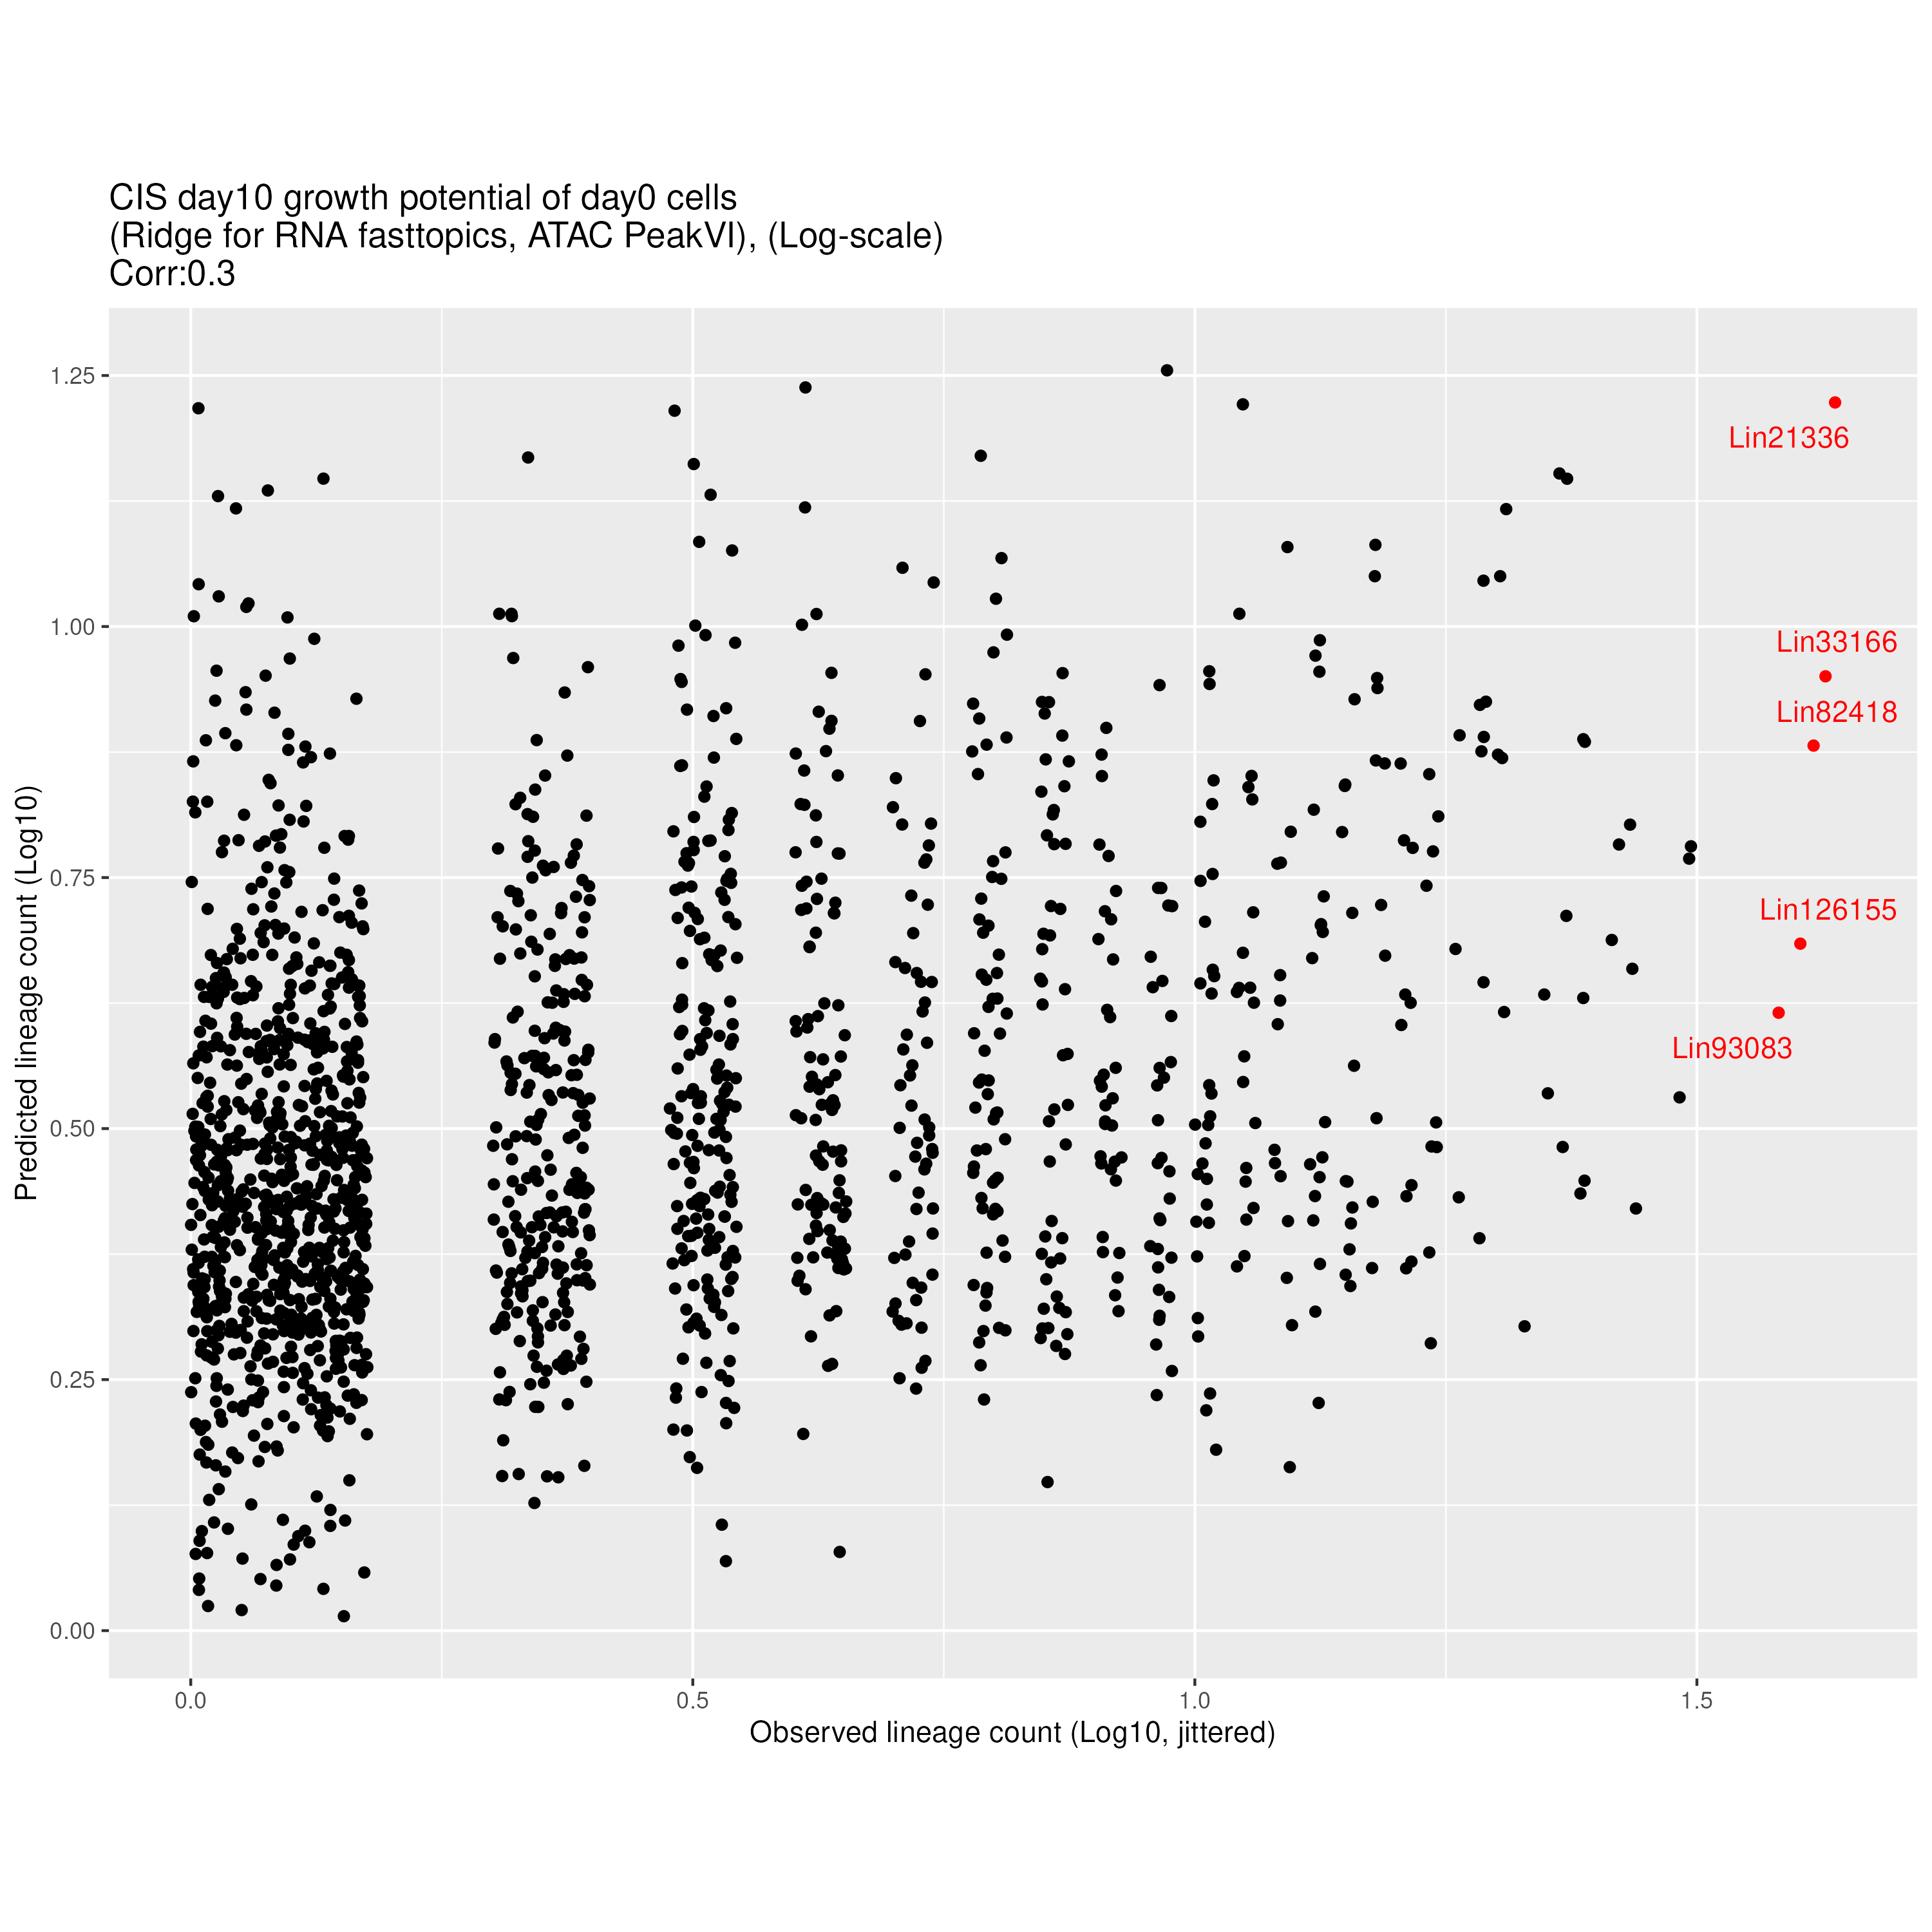 CIS day10 growth potential of day0 cells
(Ridge for RNA fasttopics, ATAC PeakVI), (Log-scale)
Corr:0.3
1.25
Lin21336
1.00
Lin33166
Lin82418
0.75
Lin126155
Lin93083
0.50
0.25
0.00
Predicted lineage count (Log10)
0.0 0.5 1.0 1.5
Observed lineage count (Log10, jittered)